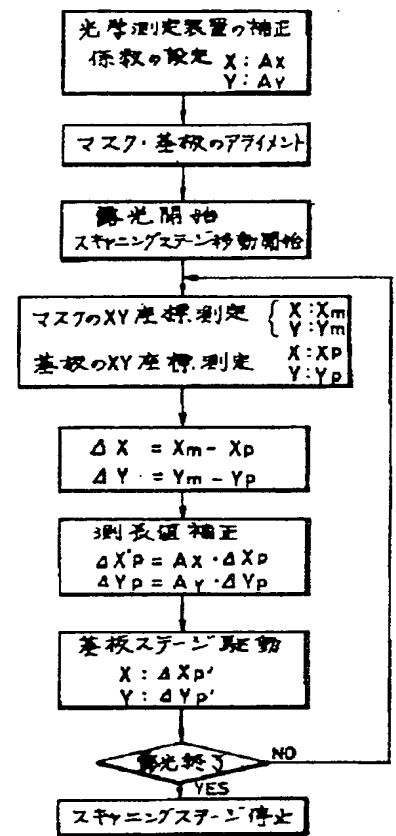 光学測定装置の補正
係数の設定 X:Ax
Y:Ay
マスク・基板のアライメント
露光開始
スキャニングステージ移動開始
マスクのXY座標測定 { X:Xm
Y:Ym
基板のXY座標測定 X:Xp
Y:Yp
ΔX = Xm - Xp
ΔY = Ym - Yp
測長値補正
ΔX'p = Ax・ΔXp
ΔYp = Ay・ΔYp
基板ステージ駆動
X:ΔXp'
Y:ΔYp'
露光終了 NO
YES
スキャニングステージ停止